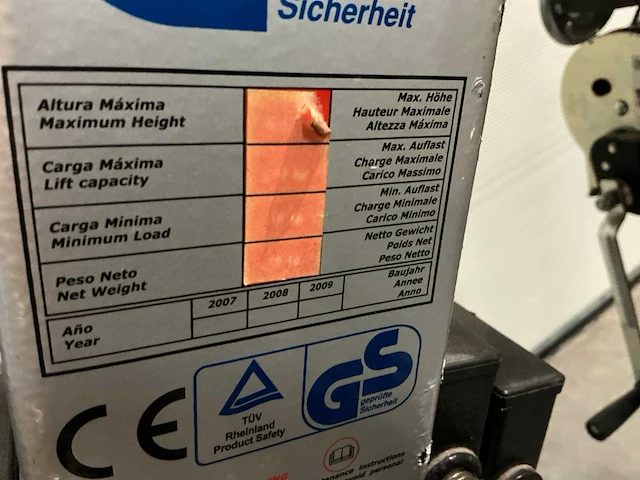 Sicherheit
Altura Máxima
Maximum Height
Max. Höhe
Hauteur Maximale
Altezza Máxima
Carga Máxima
Lift capacity
Max. Auflast
Charge Maximale
Carico Massimo
Carga Mínima
Minimum Load
Min. Auflast
Charge Minimale
Carico Minimo
Peso Neto
Net Weight
Netto Gewicht
Poids Net
Peso Netto
Año
Year
2007 2008 2009
Baujahr
Annee
Anno
CE
TÜV
Rheinland
Product Safety
GS
geprüfte
Sicherheit
instructions
personal